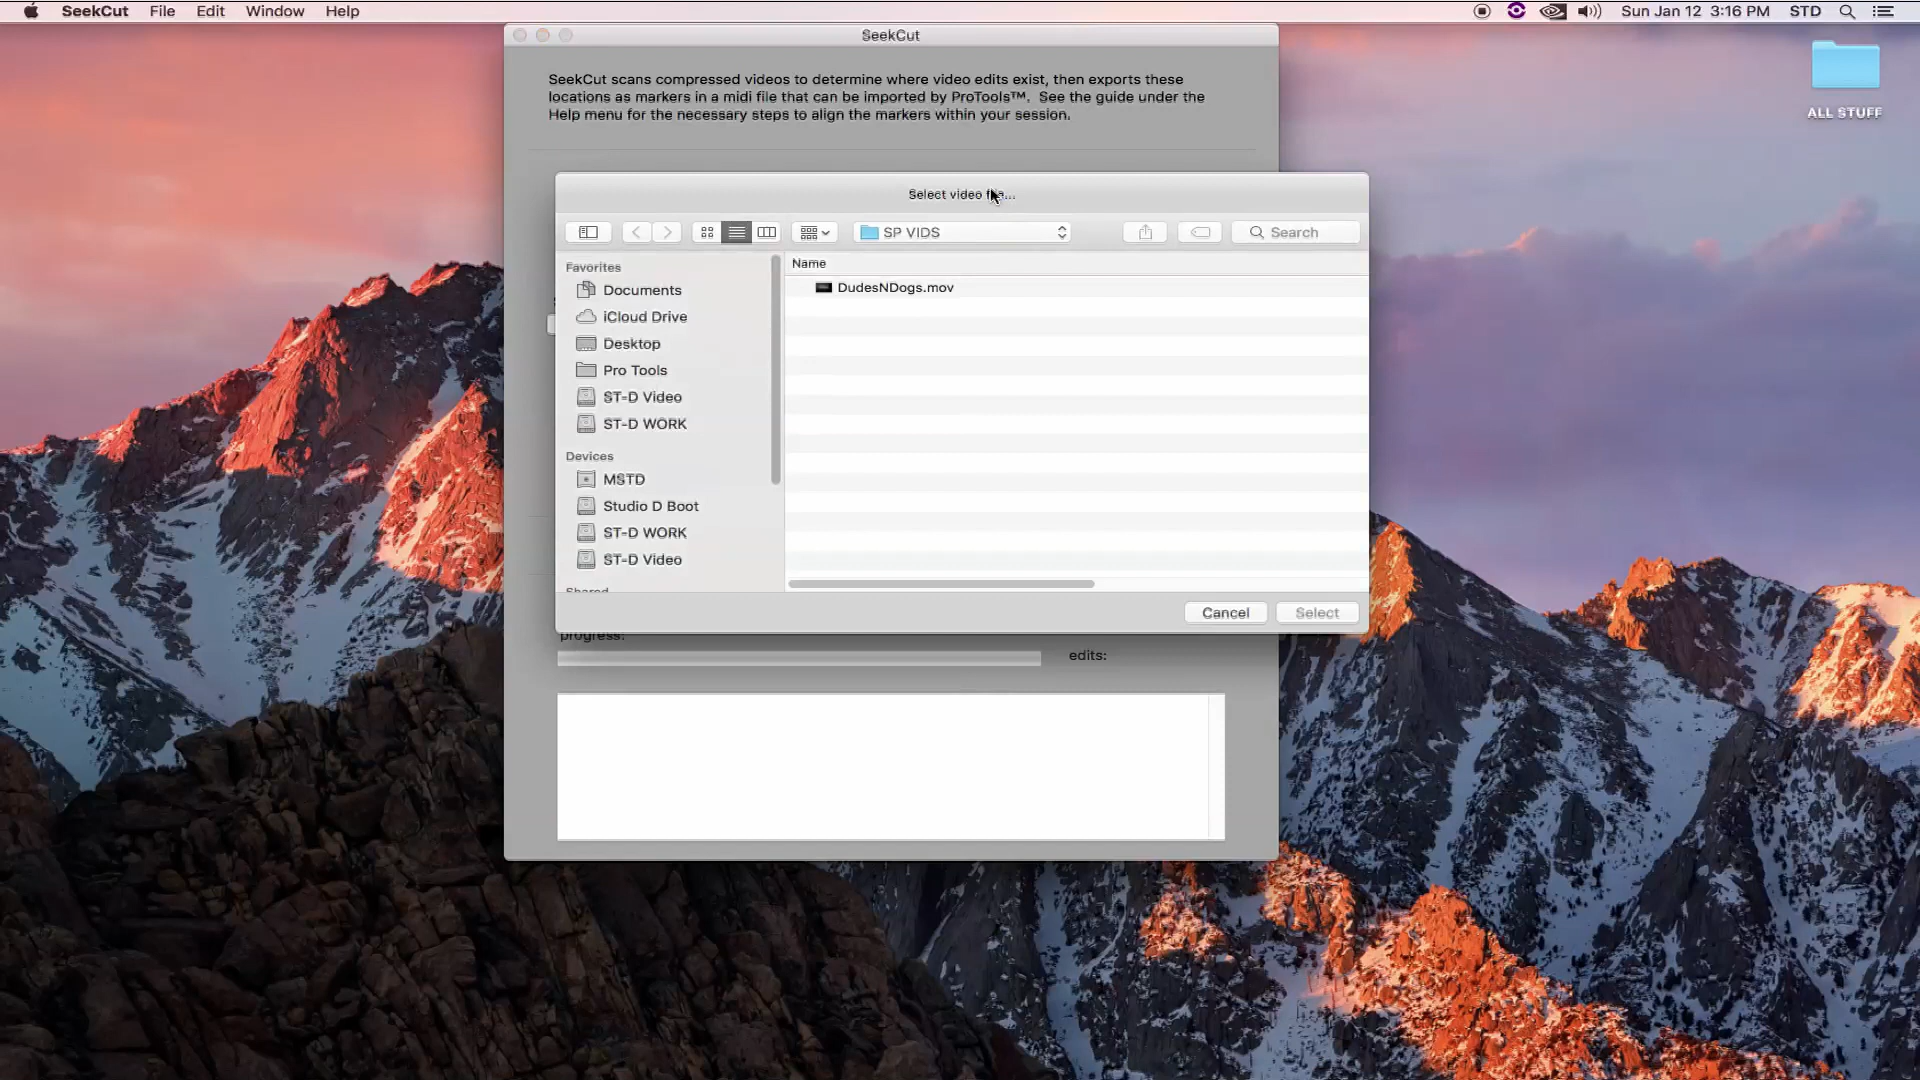 SeekCut File Edit Window Help
Sun Jan 12 3:16 PM STD
ALL STUFF
SeekCut
SeekCut scans compressed videos to determine where video edits exist, then exports these
locations as markers in a midi file that can be imported by ProTools™. See the guide under the
Help menu for the necessary steps to align the markers within your session.
Select video file...
SP VIDS
Search
Favorites
Documents
iCloud Drive
Desktop
Pro Tools
ST-D Video
ST-D WORK
Devices
MSTD
Studio D Boot
ST-D WORK
ST-D Video
Shared
Name
DudesNDogs.mov
Cancel
Select
progress:
edits: